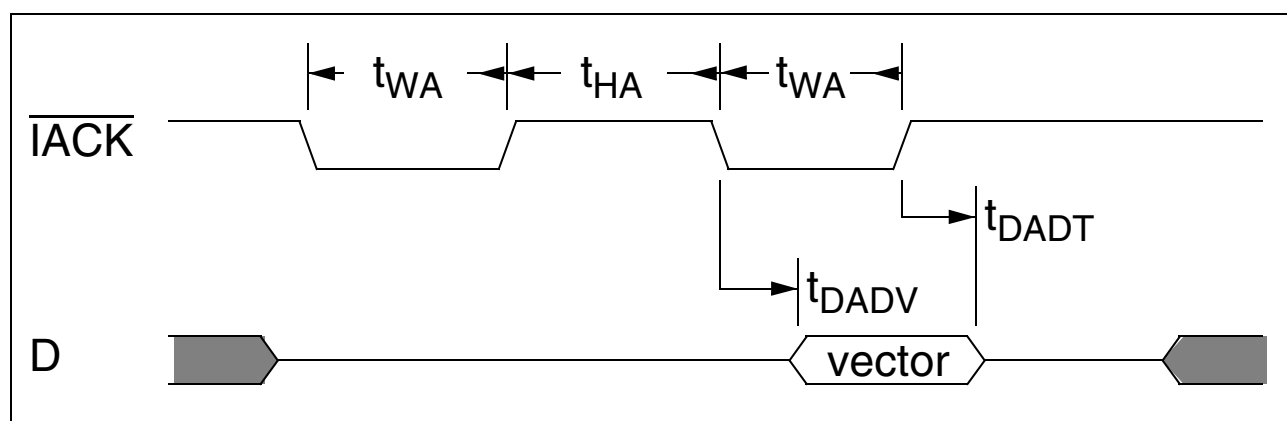 tWA tHA tWA
IACK
tDADT
tDADV
D vector